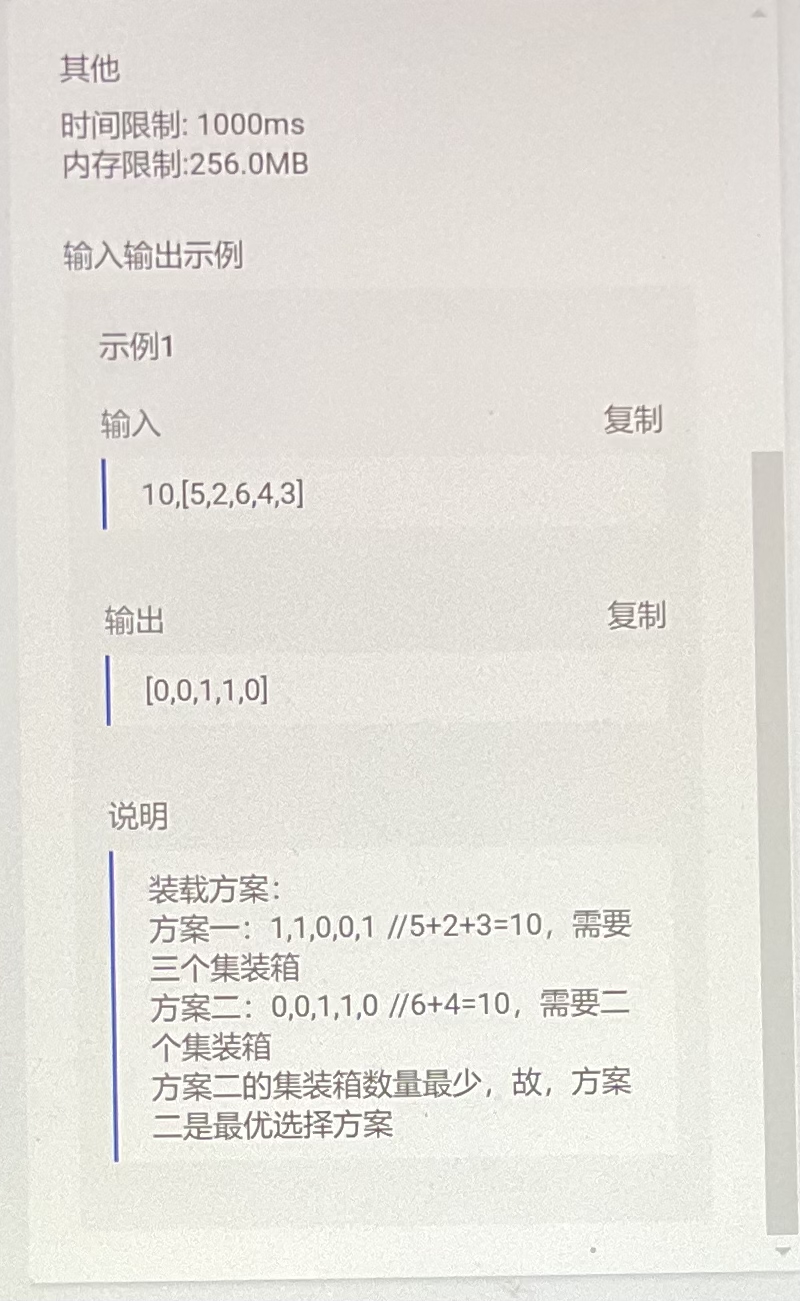 其他
时间限制: 1000ms
内存限制:256.0MB
输入输出示例
示例1
输入
复制
10,[5,2,6,4,3]
输出
复制
[0,0,1,1,0]
说明
装载方案：
方案一：1,1,0,0,1 //5+2+3=10，需要
三个集装箱
方案二：0,0,1,1,0 //6+4=10，需要二
个集装箱
方案二的集装箱数量最少，故，方案
二是最优选择方案